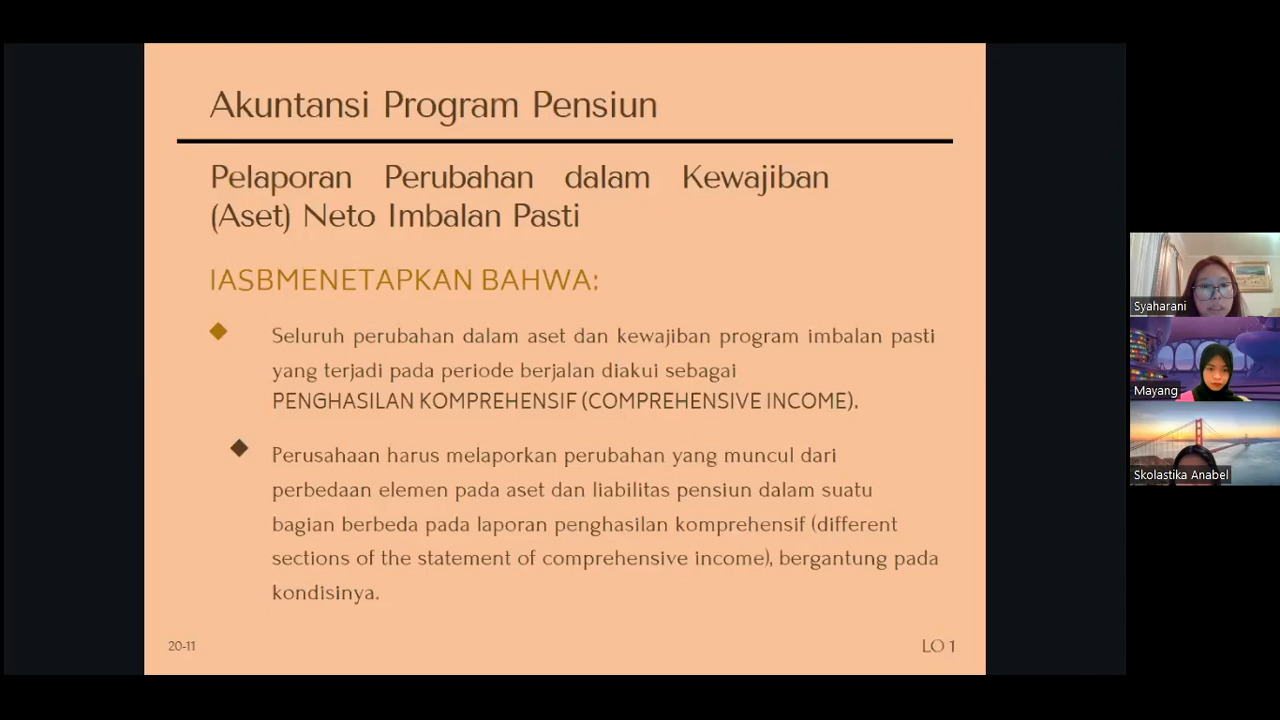 Akuntansi Program Pensiun
Pelaporan Perubahan dalam Kewajiban
(Aset) Neto Imbalan Pasti
IASBMENETAPKAN BAHWA:
Seluruh perubahan dalam aset dan kewajiban program imbalan pasti
yang terjadi pada periode berjalan diakui sebagai
PENGHASILAN KOMPREHENSIF (COMPREHENSIVE INCOME).
Perusahaan harus melaporkan perubahan yang muncul dari
perbedaan elemen pada aset dan liabilitas pensiun dalam suatu
bagian berbeda pada laporan penghasilan komprehensif (different
sections of the statement of comprehensive income), bergantung pada
kondisinya.
20-11
LO 1
Syaharani
Mayang
Skolastika Anabel